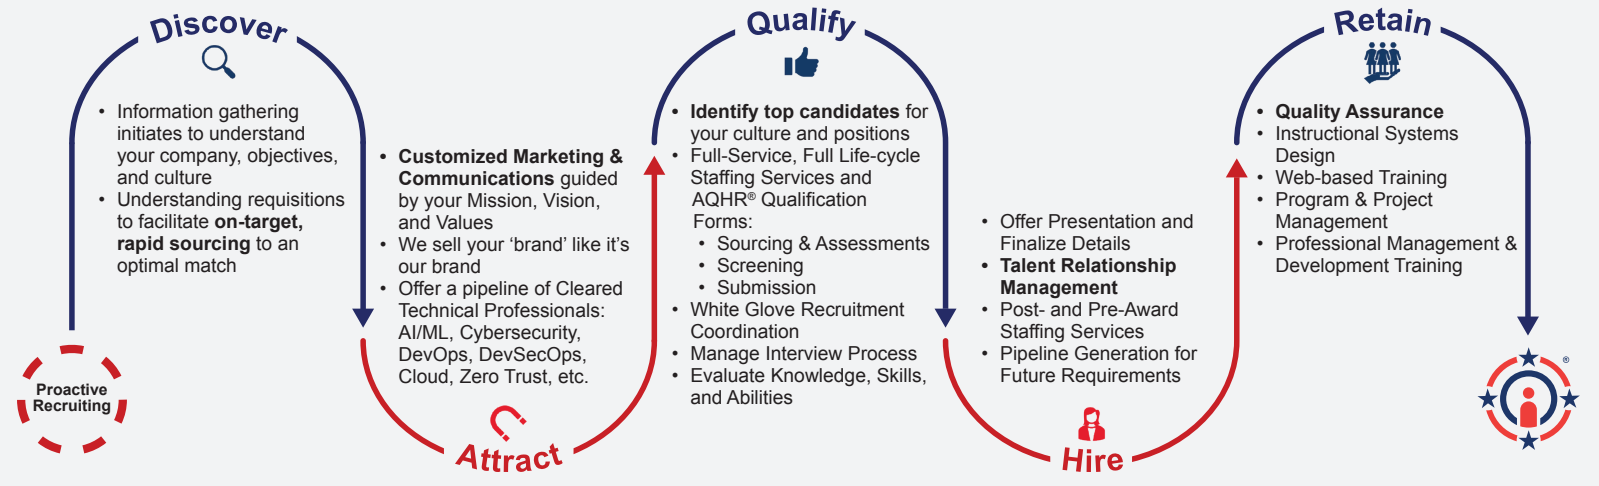 Proactive
Recruiting
Discover
• Information gathering
initiates to understand
your company, objectives,
and culture
• Understanding requisitions
to facilitate on-target,
rapid sourcing to an
optimal match
• Customized Marketing &
Communications guided
by your Mission, Vision,
and Values
• We sell your ‘brand’ like it’s
our brand
• Offer a pipeline of Cleared
Technical Professionals:
AI/ML, Cybersecurity,
DevOps, DevSecOps,
Cloud, Zero Trust, etc.
Attract
Qualify
• Identify top candidates for
your culture and positions
• Full-Service, Full Life-cycle
Staffing Services and
AQHR® Qualification
Forms:
• Sourcing & Assessments
• Screening
• Submission
• White Glove Recruitment
Coordination
• Manage Interview Process
• Evaluate Knowledge, Skills,
and Abilities
• Offer Presentation and
Finalize Details
• Talent Relationship
Management
• Post- and Pre-Award
Staffing Services
• Pipeline Generation for
Future Requirements
Hire
Retain
• Quality Assurance
• Instructional Systems
Design
• Web-based Training
• Program & Project
Management
• Professional Management &
Development Training
®